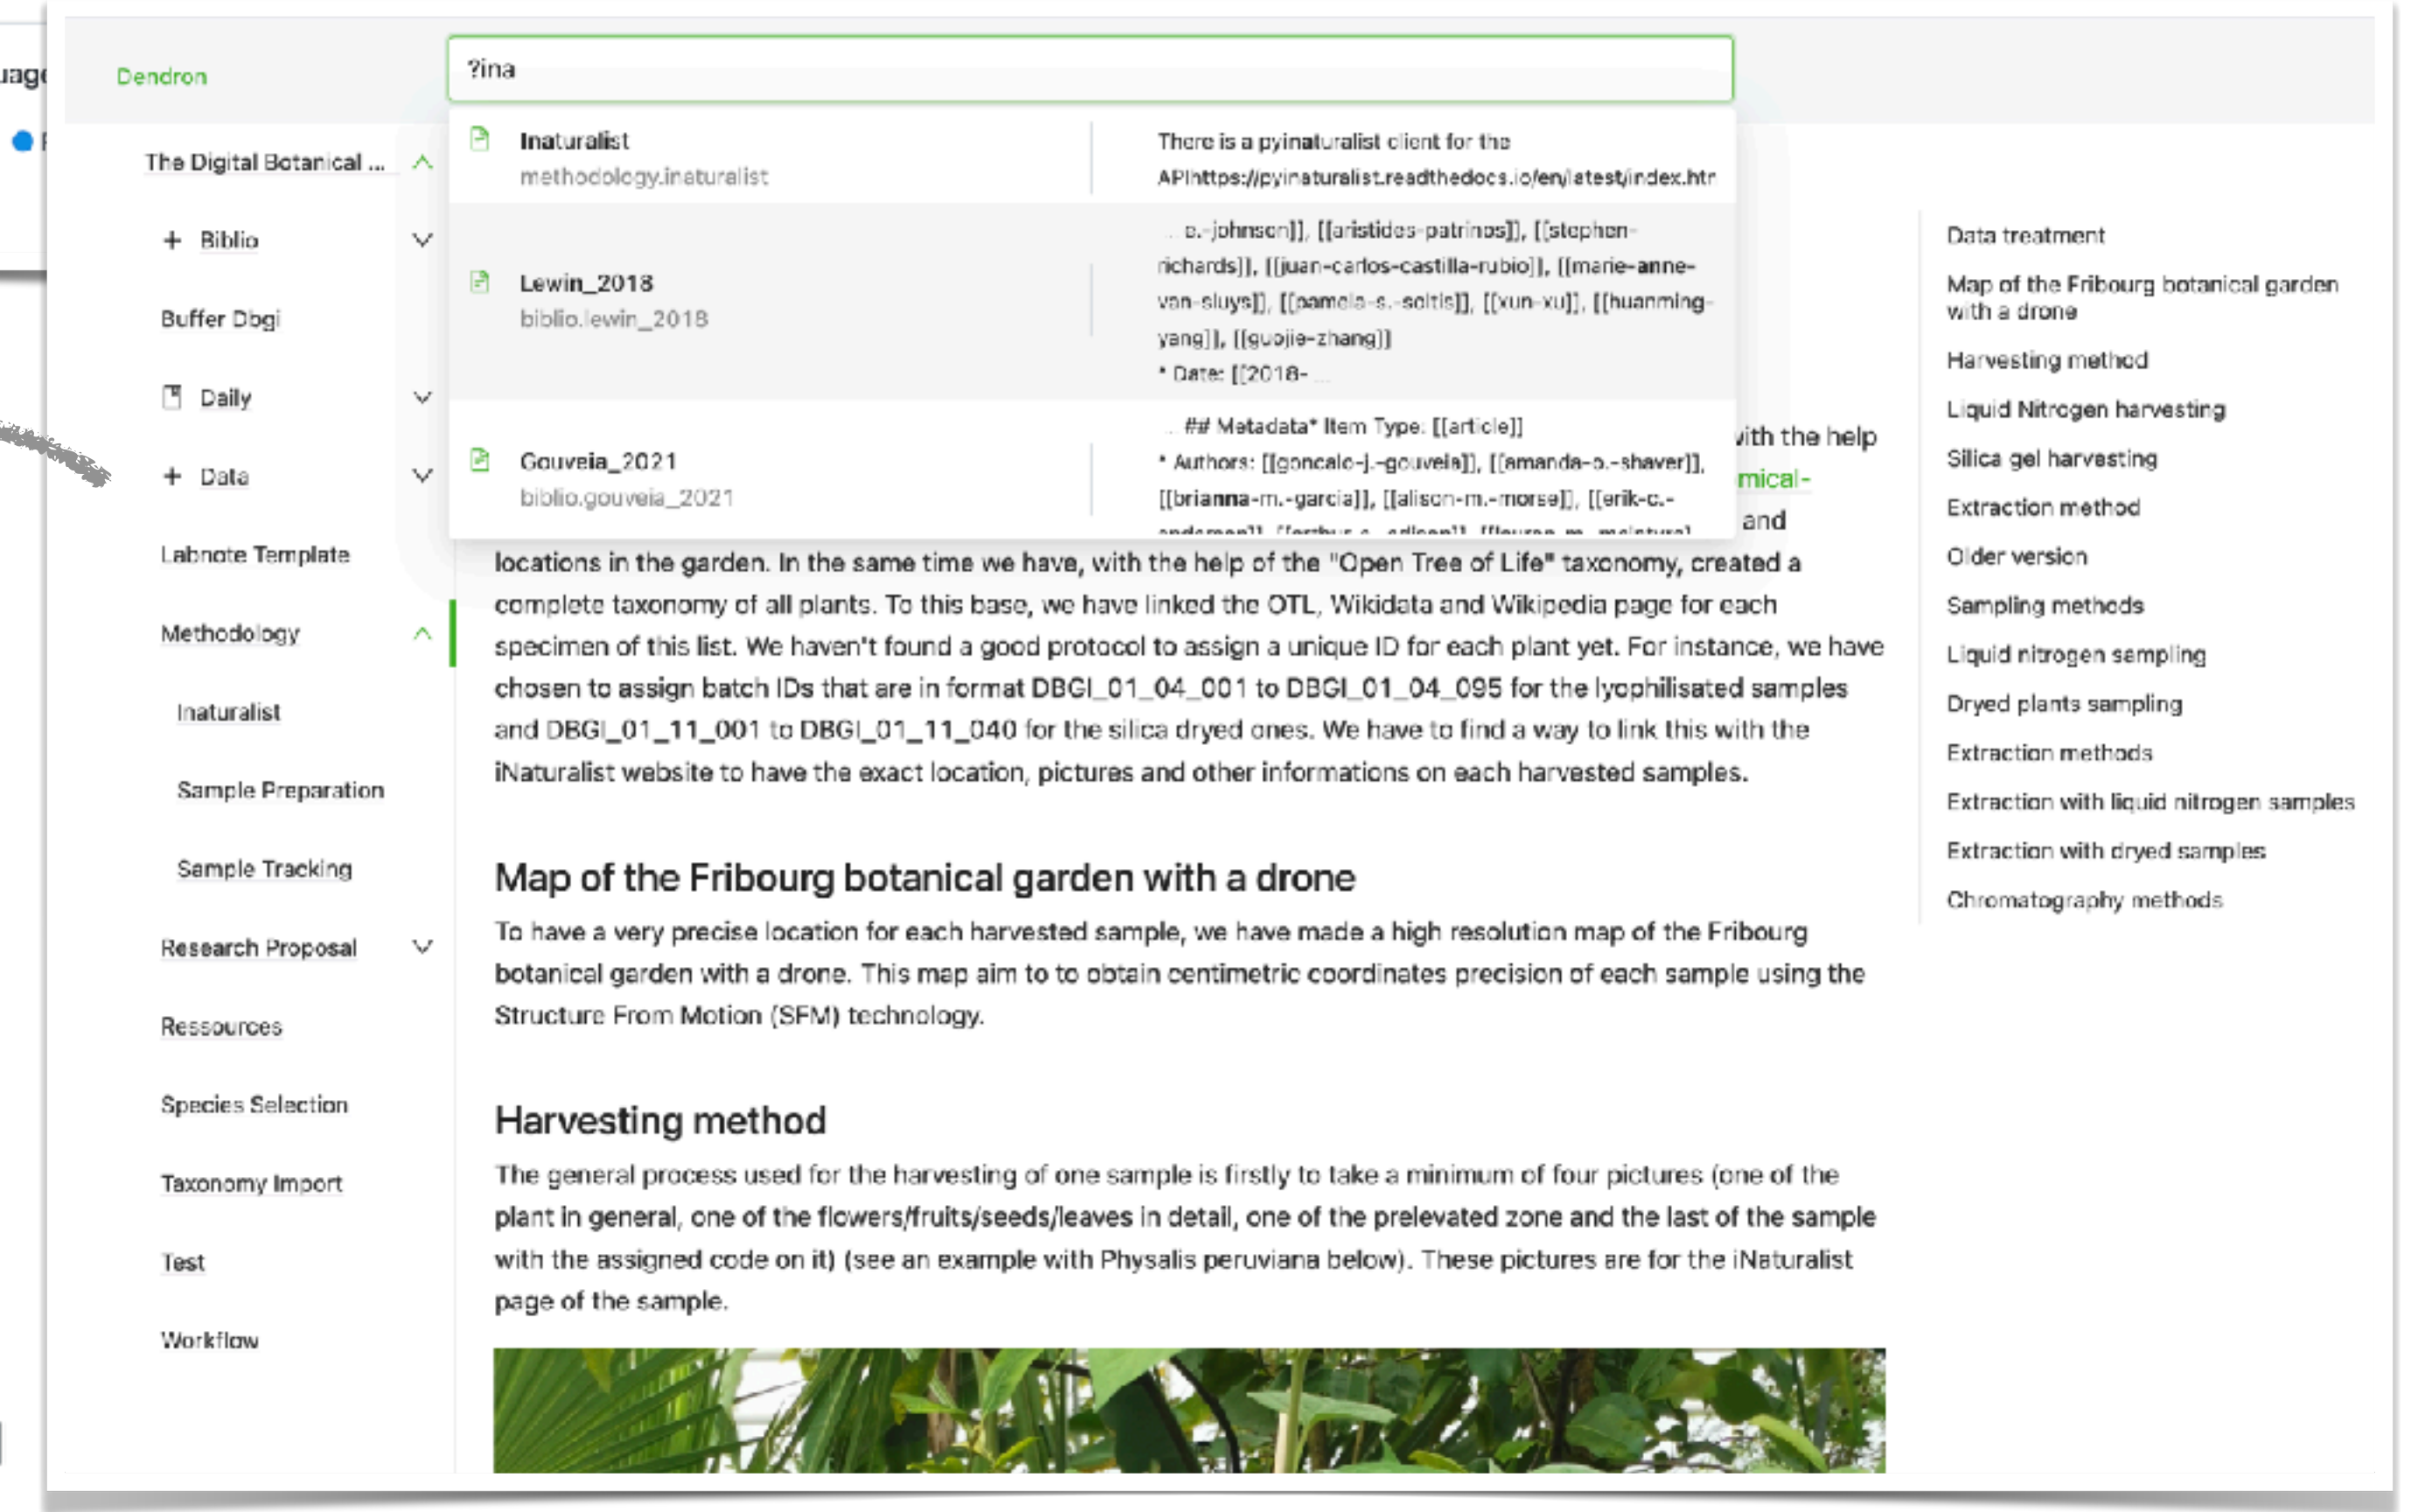 uage
Dendron
?ina
Inaturalist
methodology.inaturalist
There is a pyinaturalist client for the
APIhttps://pyinaturalist.readthedocs.io/en/latest/index.htm
Lewin_2018
biblio.lewin_2018
... e.-johnson]], [[aristides-patrinos]], [[stephen-
richards]], [[juan-carlos-castilla-rubio]], [[marie-anne-
van-sluys]], [[pamela-s.-soltis]], [[xun-xu]], [[huanming-
yang]], [[guojie-zhang]]
* Date: [[2018- ...
Gouveia_2021
biblio.gouveia_2021
... ## Metadata* Item Type: [[article]]
* Authors: [[goncalo-j.-gouveia]], [[amanda-o.-shaver]],
[[brianna-m.-garcia]], [[alison-m.-morse]], [[erik-c.-
The Digital Botanical ...
+ Biblio
Buffer Dbgi
Daily
+ Data
Labnote Template
Methodology
Inaturalist
Sample Preparation
Sample Tracking
Research Proposal
Ressources
Species Selection
Taxonomy Import
Test
Workflow
with the help
mical-
and
locations in the garden. In the same time we have, with the help of the "Open Tree of Life" taxonomy, created a
complete taxonomy of all plants. To this base, we have linked the OTL, Wikidata and Wikipedia page for each
specimen of this list. We haven't found a good protocol to assign a unique ID for each plant yet. For instance, we have
chosen to assign batch IDs that are in format DBGI_01_04_001 to DBGI_01_04_095 for the lyophilisated samples
and DBGI_01_11_001 to DBGI_01_11_040 for the silica dryed ones. We have to find a way to link this with the
iNaturalist website to have the exact location, pictures and other informations on each harvested samples.
Map of the Fribourg botanical garden with a drone
To have a very precise location for each harvested sample, we have made a high resolution map of the Fribourg
botanical garden with a drone. This map aim to to obtain centimetric coordinates precision of each sample using the
Structure From Motion (SFM) technology.
Harvesting method
The general process used for the harvesting of one sample is firstly to take a minimum of four pictures (one of the
plant in general, one of the flowers/fruits/seeds/leaves in detail, one of the prelevated zone and the last of the sample
with the assigned code on it) (see an example with Physalis peruviana below). These pictures are for the iNaturalist
page of the sample.
Data treatment
Map of the Fribourg botanical garden
with a drone
Harvesting method
Liquid Nitrogen harvesting
Silica gel harvesting
Extraction method
Older version
Sampling methods
Liquid nitrogen sampling
Dryed plants sampling
Extraction methods
Extraction with liquid nitrogen samples
Extraction with dryed samples
Chromatography methods